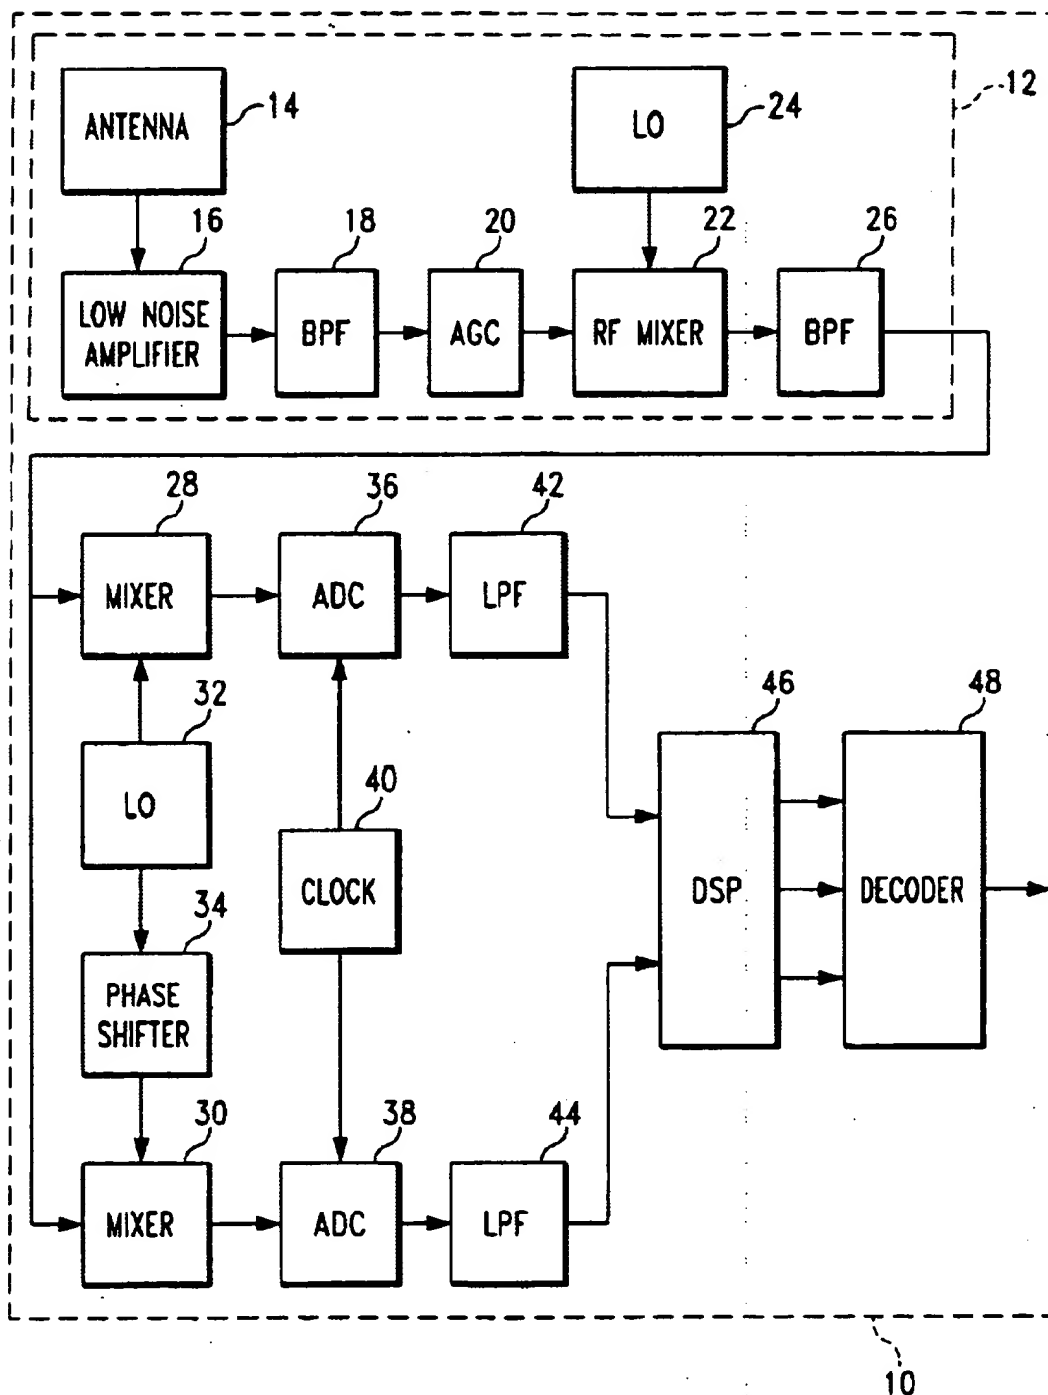 12
ANTENNA
14
LO
24
16
18
20
22
26
LOW NOISE
AMPLIFIER
BPF
AGC
RF MIXER
BPF
28
36
42
MIXER
ADC
LPF
32
LO
40
CLOCK
46
48
DSP
DECODER
34
PHASE
SHIFTER
30
38
44
MIXER
ADC
LPF
10